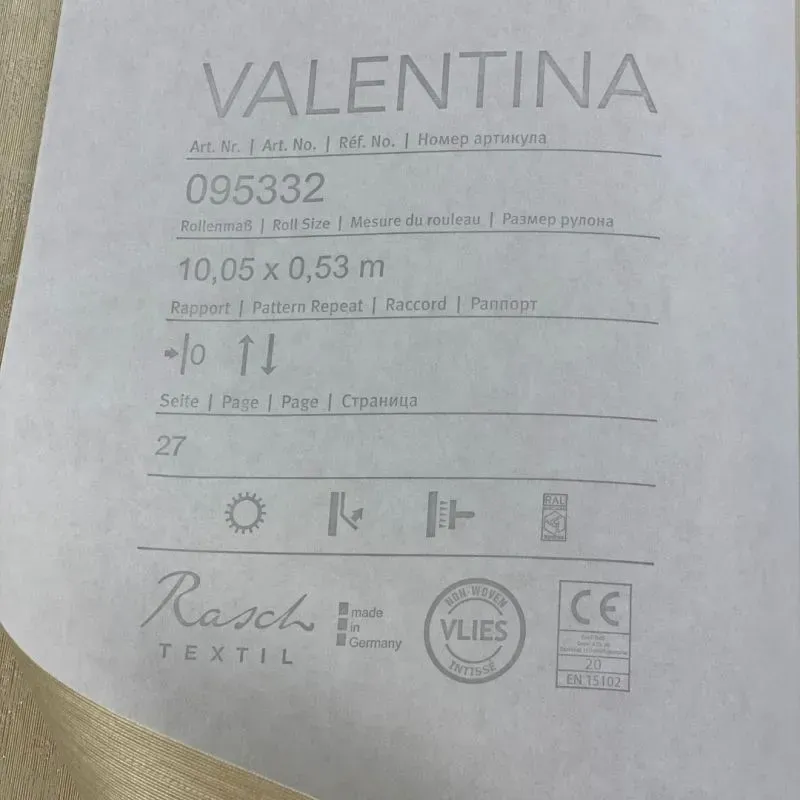 VALENTINA
Art. Nr. | Art. No. | Réf. No. | Номер артикула
095332
Rollenmaß | Roll Size | Mesure du rouleau | Размер рулона
10,05 x 0,53 m
Rapport | Pattern Repeat | Raccord | Раппорт
0
Seite | Page | Page | Страница
27
RAL
Rasch
TEXTIL
made
in
Germany
NON-WOVEN
VLIES
INTISSÉ
CE
20
EN 15102